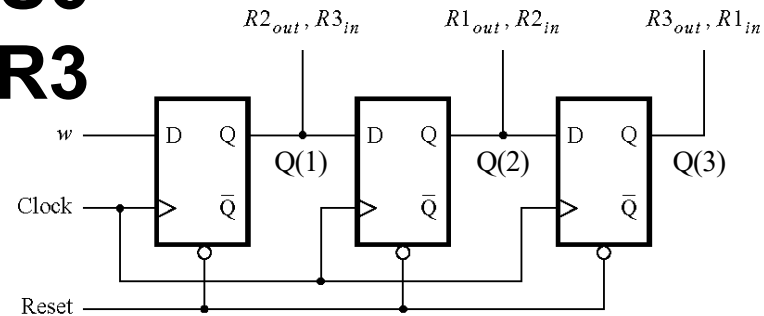 R2out, R3in R1out, R2in R3out, R1in
R3
w D Q D Q D Q
Q(1) Q(2) Q(3)
Clock Q̄ Q̄ Q̄
Reset